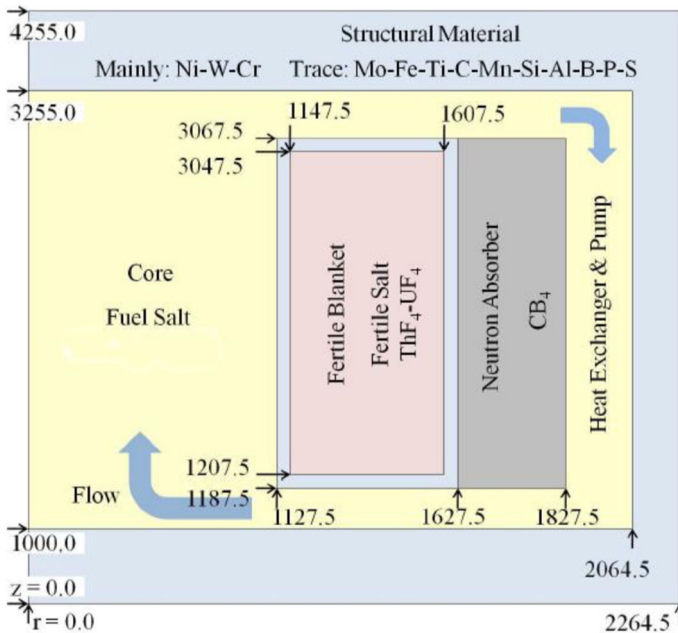 4255.0
Structural Material
Mainly: Ni-W-Cr Trace: Mo-Fe-Ti-C-Mn-Si-Al-B-P-S
3255.0
1147.5
1607.5
3067.5
3047.5
Core
Fuel Salt
Fertile Blanket
Fertile Salt
ThF4-UF4
Neutron Absorber
CB4
Heat Exchanger & Pump
1207.5
Flow
1187.5
1127.5
1627.5
1827.5
1000.0
2064.5
z = 0.0
r = 0.0
2264.5